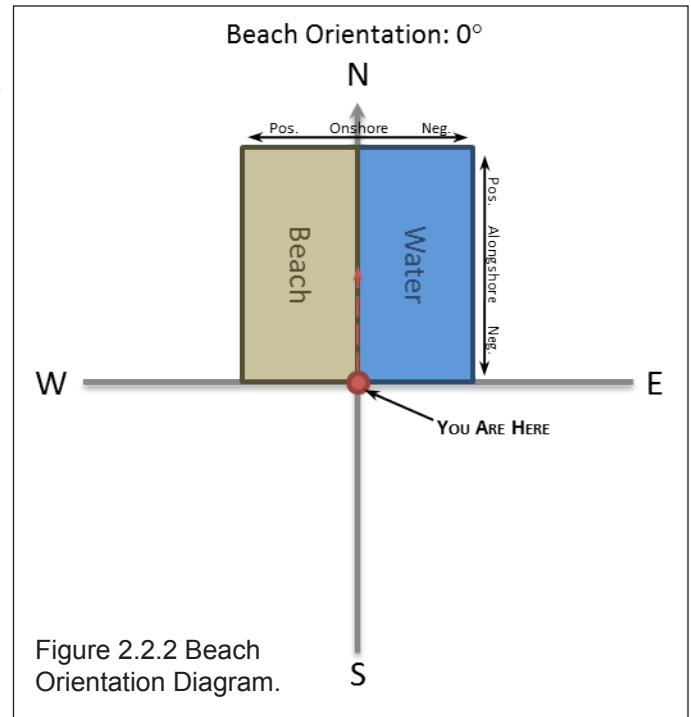 Beach Orientation: 0°
N
Pos. Onshore Neg.
Beach
Water
Pos. Alongshore Neg.
W
E
YOU ARE HERE
Figure 2.2.2 Beach
Orientation Diagram.
S